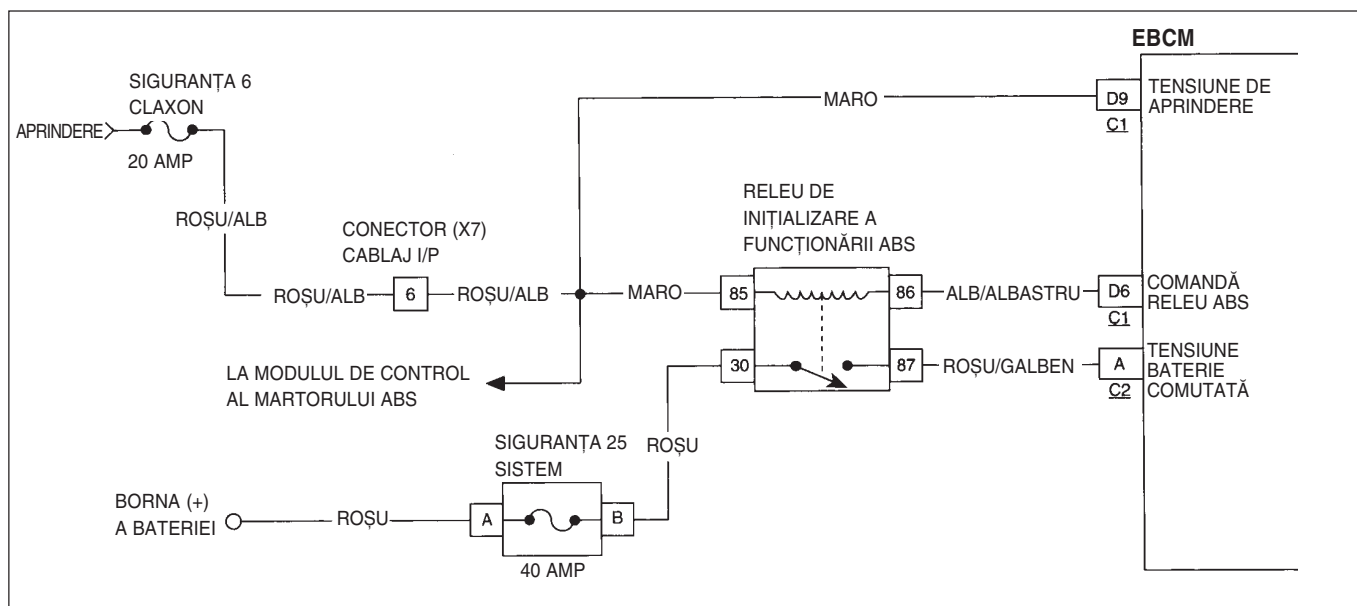 EBCM
SIGURANȚA 6
CLAXON
APRINDERE
20 AMP
MARO
D9
C1
TENSIUNE DE
APRINDERE
ROȘU/ALB
CONECTOR (X7)
CABLAJ I/P
RELEU DE
INIȚIALIZARE A
FUNCȚIONĂRII ABS
ROȘU/ALB
6
ROȘU/ALB
MARO
85
86
ALB/ALBASTRU
D6
C1
COMANDĂ
RELEU ABS
30
87
ROȘU/GALBEN
A
C2
TENSIUNE
BATERIE
COMUTATĂ
LA MODULUL DE CONTROL
AL MARTORULUI ABS
SIGURANȚA 25
SISTEM
ROȘU
BORNA (+)
A BATERIEI
ROȘU
A
B
40 AMP